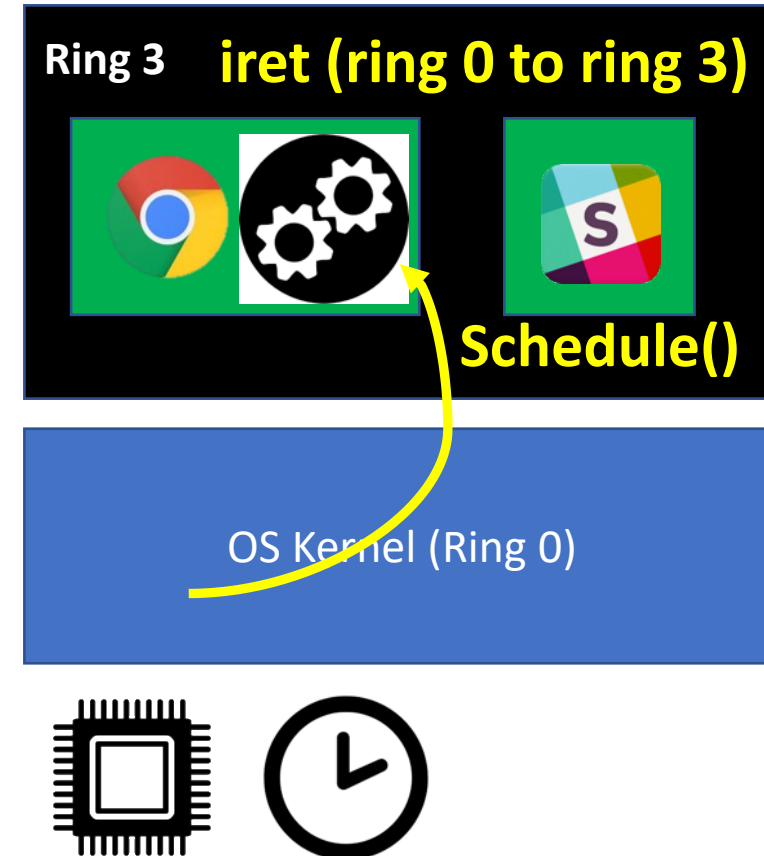 Ring 3 iret (ring 0 to ring 3)
S
Schedule()
OS Kernel (Ring 0)